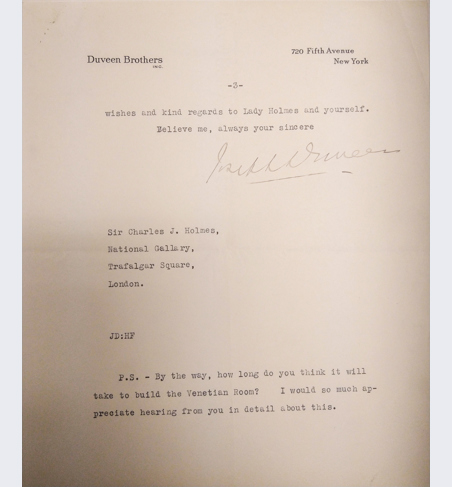 Duveen Brothers
INC.
720 Fifth Avenue
New York
-3-
wishes and kind regards to Lady Holmes and yourself.
Believe me, always your sincere
Joseph Duveen
Sir Charles J. Holmes,
National Gallary,
Trafalgar Square,
London.
JD:HF
P.S. - By the way, how long do you think it will
take to build the Venetian Room? I would so much ap-
preciate hearing from you in detail about this.